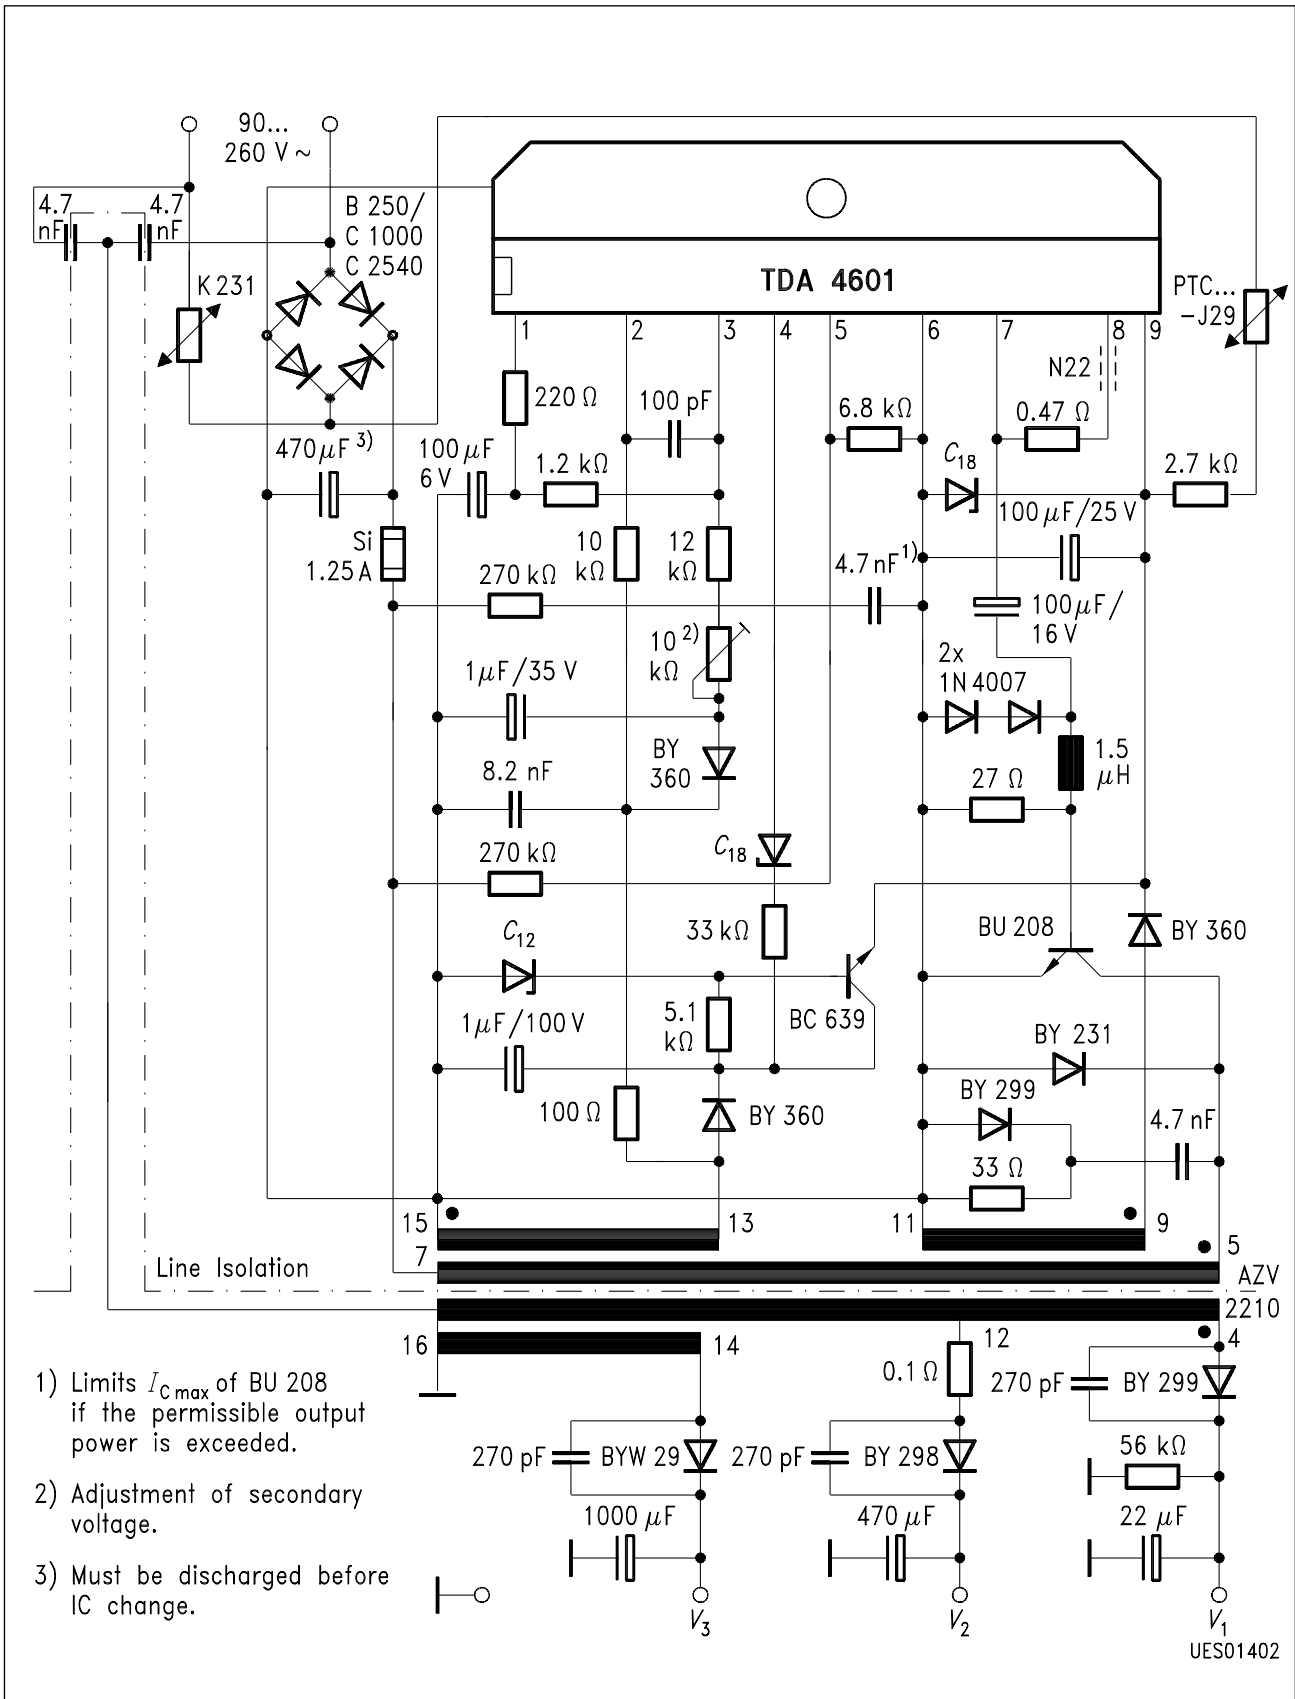 90...
260 V ~
4.7
nF
4.7
nF
B 250/
C 1000
C 2540
K 231
TDA 4601
PTC...
-J29
1
2
3
4
5
6
7
8
9
N22
220 Ω
100 pF
6.8 kΩ
0.47 Ω
470 μF 3)
100 μF
6 V
1.2 kΩ
C18
2.7 kΩ
100 μF/25 V
Si
1.25 A
10
kΩ
12
kΩ
4.7 nF 1)
270 kΩ
100 μF/
16 V
10 2)
kΩ
2x
1N 4007
1 μF/35 V
BY
360
1.5
μH
8.2 nF
27 Ω
C18
270 kΩ
33 kΩ
BU 208
BY 360
C12
BC 639
5.1
kΩ
1 μF/100 V
BY 231
BY 299
100 Ω
BY 360
4.7 nF
33 Ω
15
13
11
9
7
5
Line Isolation
AZV
2210
16
14
12
4
0.1 Ω
270 pF
BY 299
1) Limits IC max of BU 208
if the permissible output
power is exceeded.
270 pF
BYW 29
270 pF
BY 298
56 kΩ
2) Adjustment of secondary
voltage.
1000 μF
470 μF
22 μF
3) Must be discharged before
IC change.
V3
V2
V1
UES01402